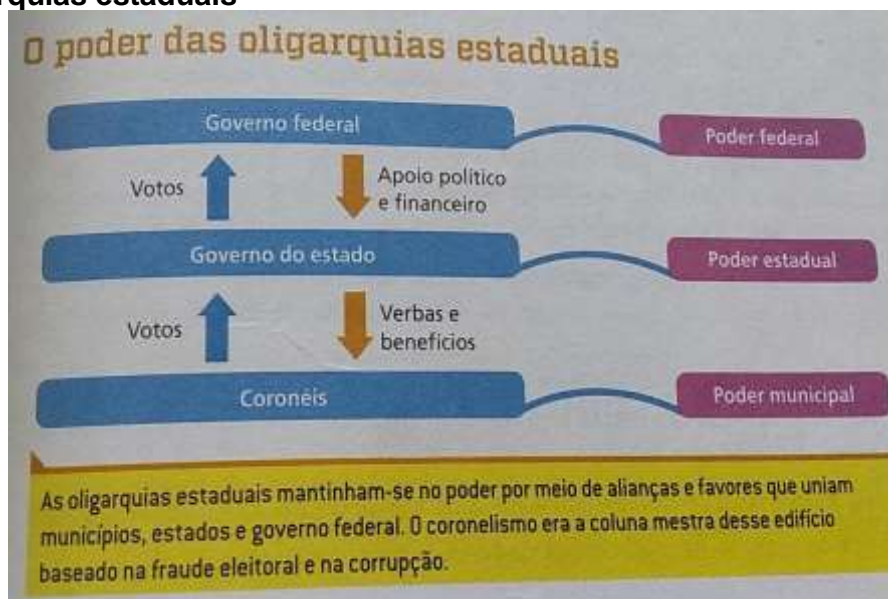 rquias estaduais
O poder das oligarquias estaduais
Governo federal
Poder federal
Votos
Apoio político
e financeiro
Governo do estado
Poder estadual
Votos
Verbas e
benefícios
Coronéis
Poder municipal
As oligarquias estaduais mantinham-se no poder por meio de alianças e favores que uniam
municípios, estados e governo federal. O coronelismo era a coluna mestra desse edifício
baseado na fraude eleitoral e na corrupção.